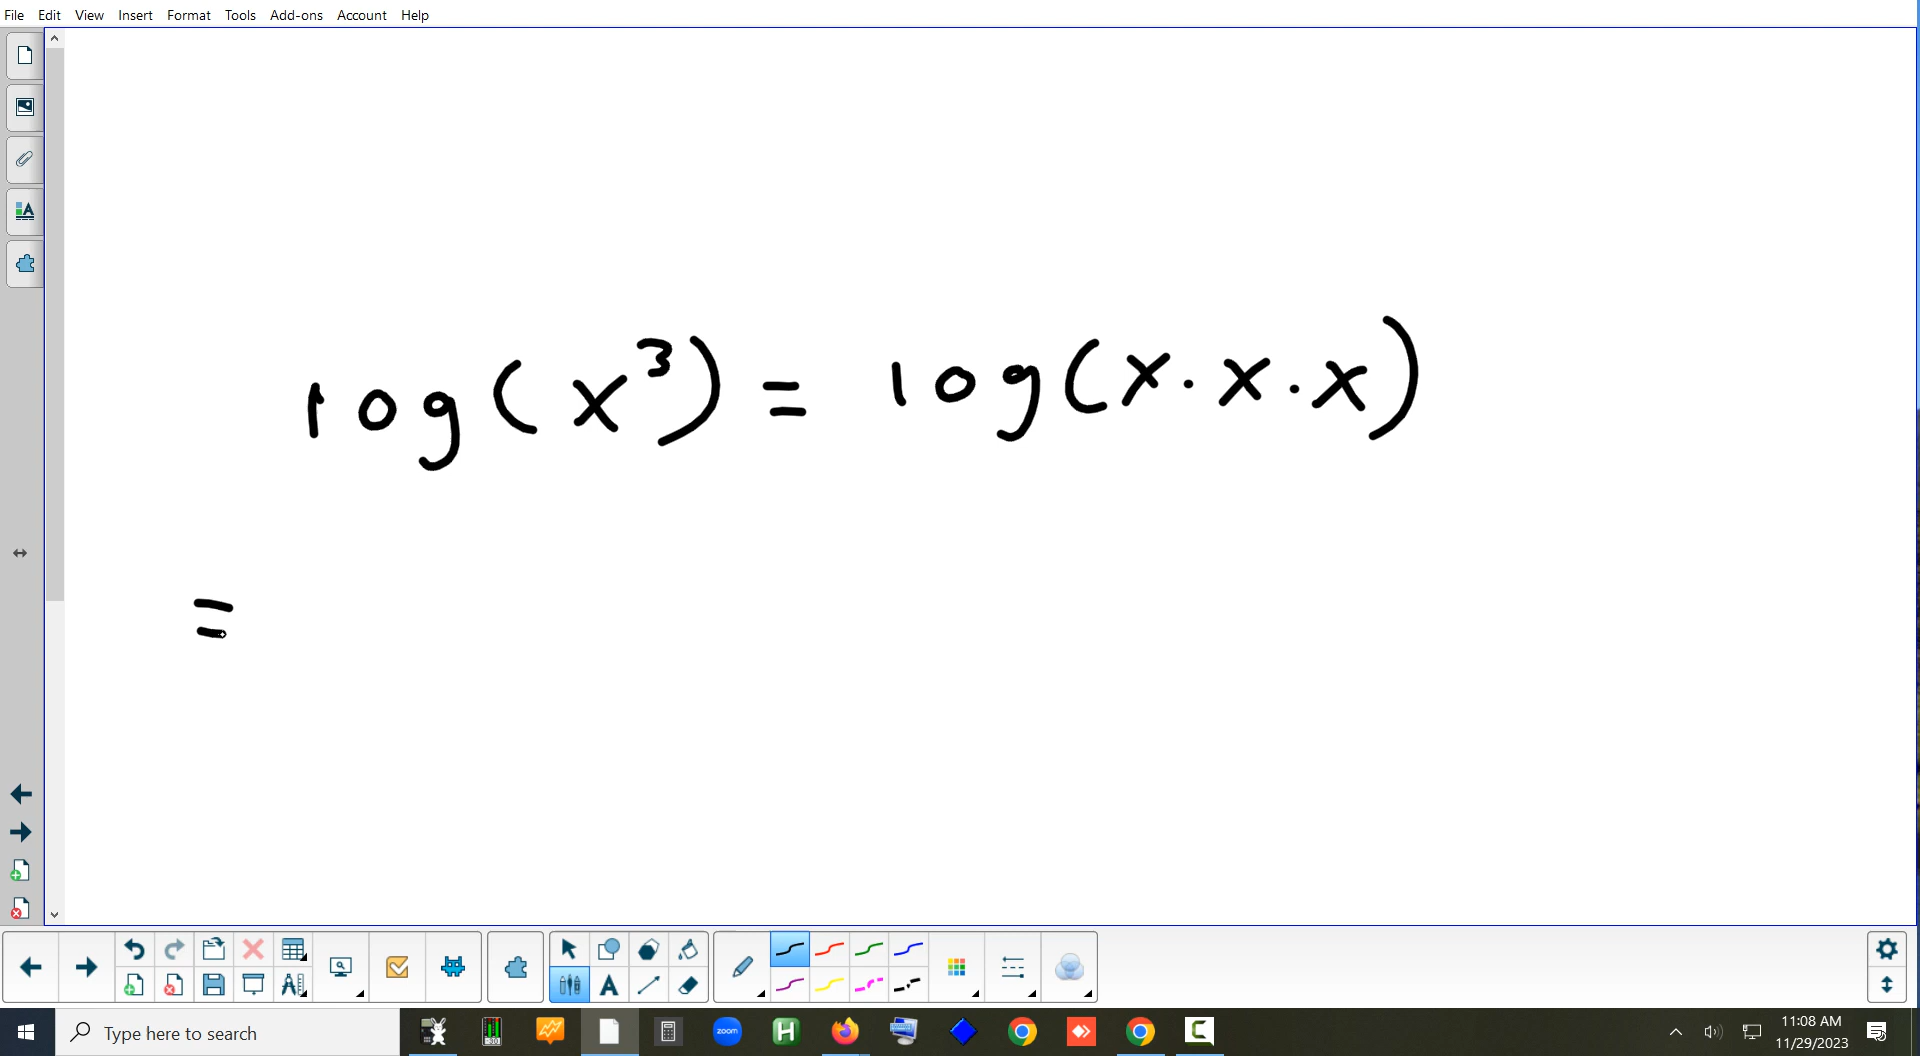 File Edit View Insert Format Tools Add-ons Account Help
log(x³) = log(x·x·x)
=
Type here to search
zoom
11:08 AM
11/29/2023